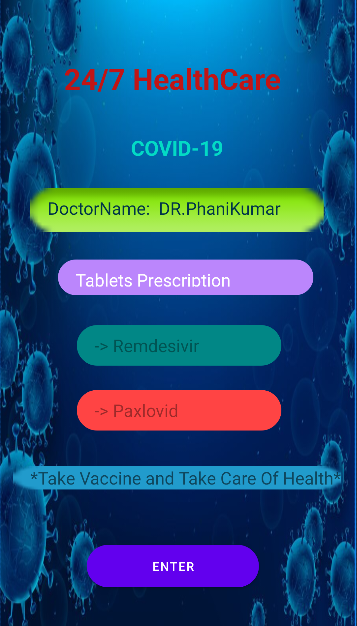 24/7 HealthCare
COVID-19
DoctorName:  DR.PhaniKumar
Tablets Prescription
-> Remdesivir
-> Paxlovid
*Take Vaccine and Take Care Of Health*
ENTER